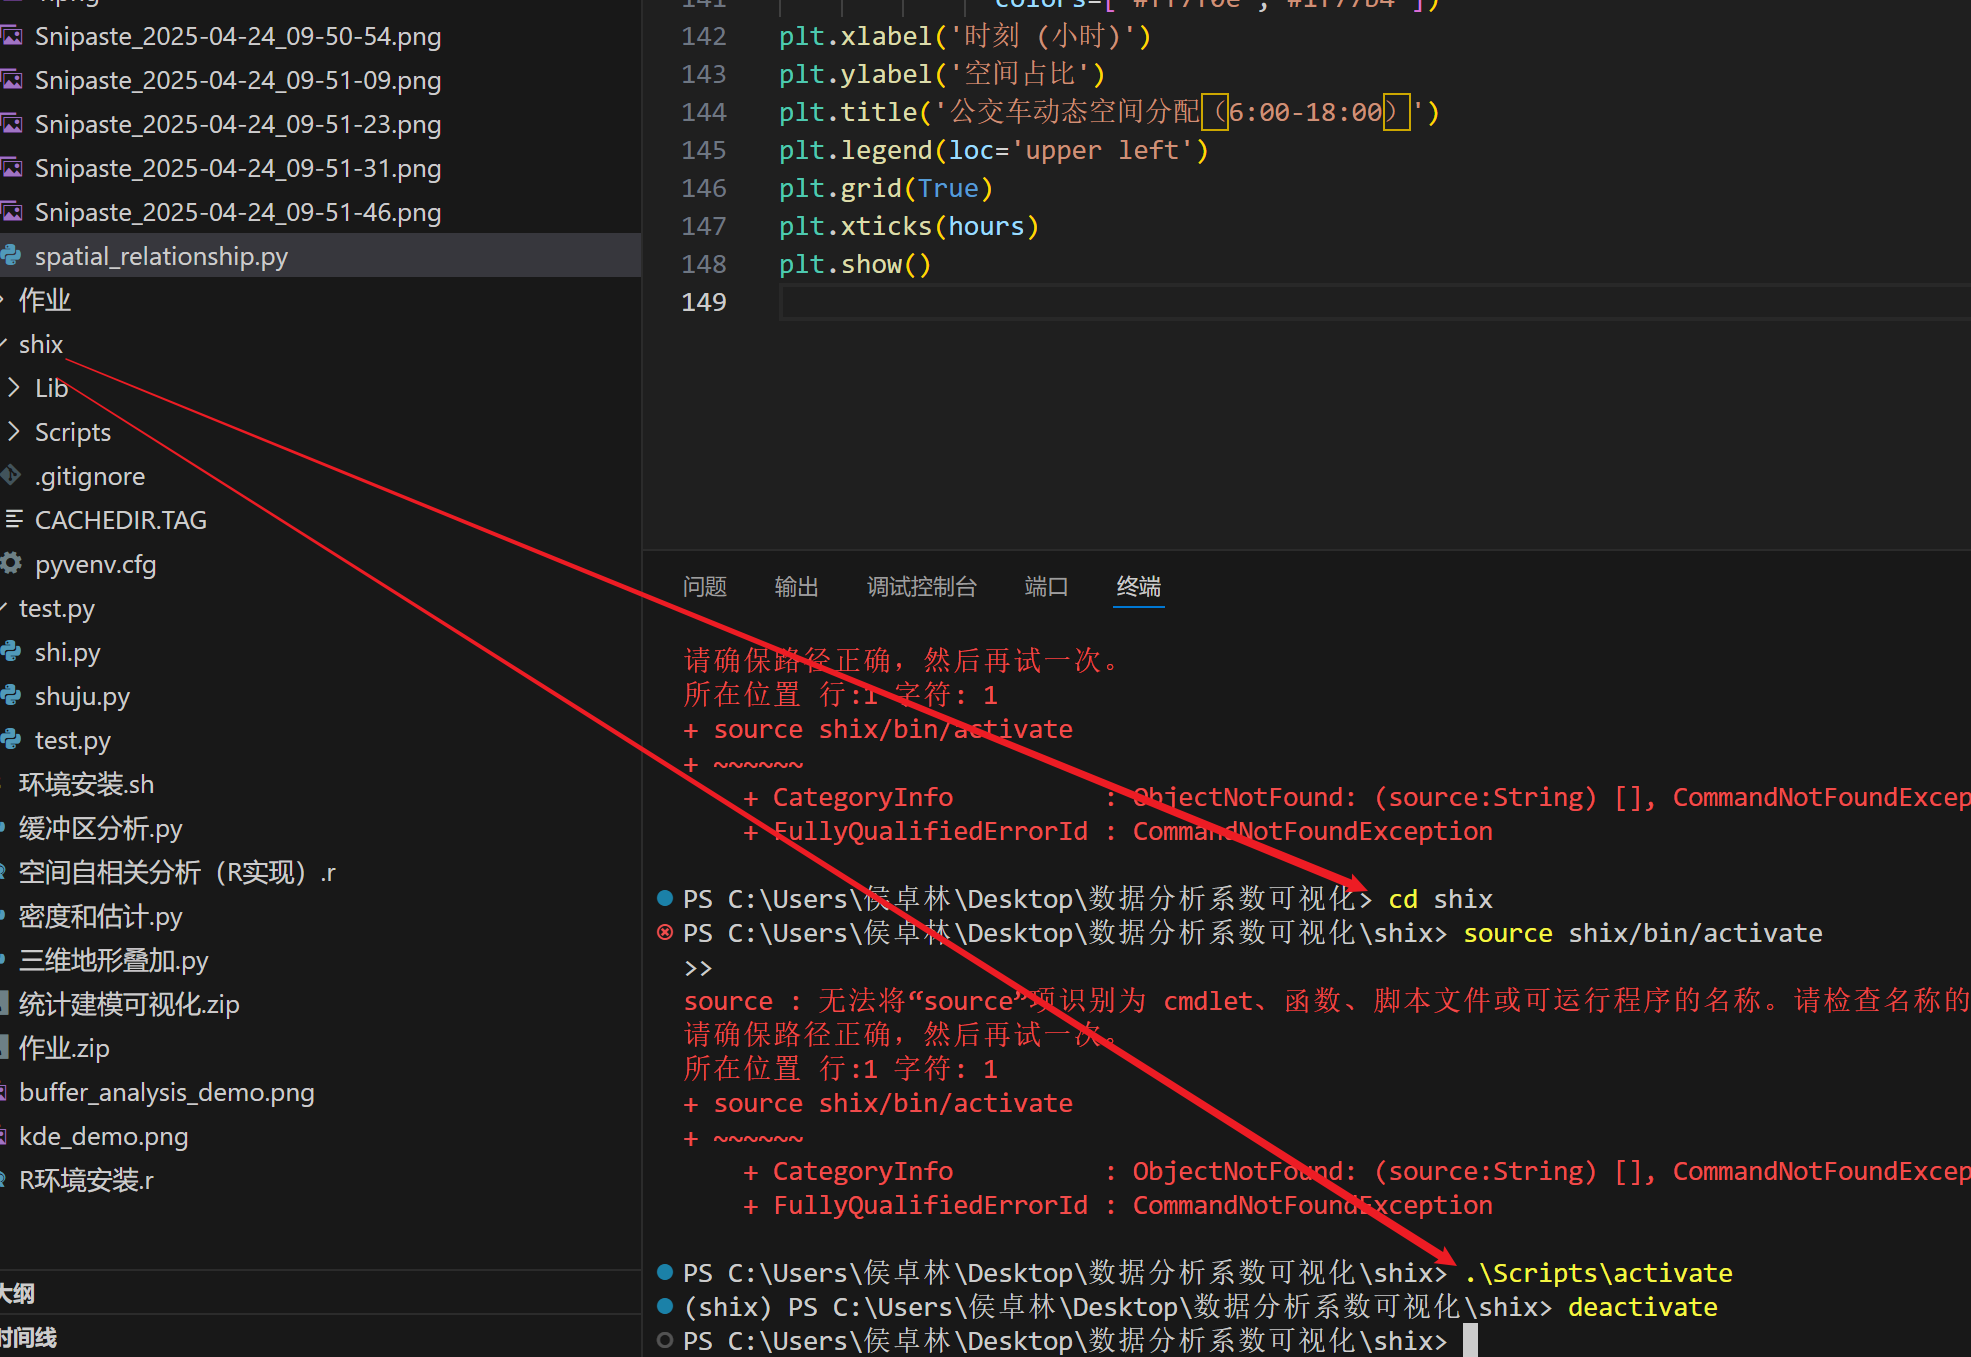 Snipaste_2025-04-24_09-50-54.png
Snipaste_2025-04-24_09-51-09.png
Snipaste_2025-04-24_09-51-23.png
Snipaste_2025-04-24_09-51-31.png
Snipaste_2025-04-24_09-51-46.png
spatial_relationship.py
作业
shix
Lib
Scripts
.gitignore
CACHEDIR.TAG
pyvenv.cfg
test.py
shi.py
shuju.py
test.py
环境安装.sh
缓冲区分析.py
空间自相关分析（R实现）.r
密度和估计.py
三维地形叠加.py
统计建模可视化.zip
作业.zip
buffer_analysis_demo.png
kde_demo.png
R环境安装.r
大纲
时间线
141 colors=['#ff7f0e', '#1f77b4'])
142 plt.xlabel('时刻 (小时)')
143 plt.ylabel('空间占比')
144 plt.title('公交车动态空间分配（6:00-18:00）')
145 plt.legend(loc='upper left')
146 plt.grid(True)
147 plt.xticks(hours)
148 plt.show()
149
问题 输出 调试控制台 端口 终端
请确保路径正确，然后再试一次。
所在位置 行:1 字符: 1
+ source shix/bin/activate
+ ~~~~~~
+ CategoryInfo : ObjectNotFound: (source:String) [], CommandNotFoundExcep
+ FullyQualifiedErrorId : CommandNotFoundException
PS C:\Users\侯卓林\Desktop\数据分析系数可视化> cd shix
PS C:\Users\侯卓林\Desktop\数据分析系数可视化\shix> source shix/bin/activate
>>
source : 无法将“source”项识别为 cmdlet、函数、脚本文件或可运行程序的名称。请检查名称的
请确保路径正确，然后再试一次。
所在位置 行:1 字符: 1
+ source shix/bin/activate
+ ~~~~~~
+ CategoryInfo : ObjectNotFound: (source:String) [], CommandNotFoundExcep
+ FullyQualifiedErrorId : CommandNotFoundException
PS C:\Users\侯卓林\Desktop\数据分析系数可视化\shix> .\Scripts\activate
(shix) PS C:\Users\侯卓林\Desktop\数据分析系数可视化\shix> deactivate
PS C:\Users\侯卓林\Desktop\数据分析系数可视化\shix>